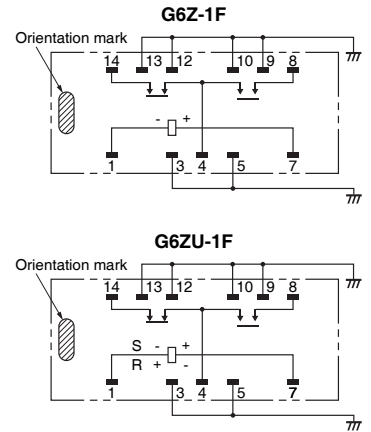 G6Z-1F
Orientation mark
14 13 12 10 9 8
- +
1 3 4 5 7
G6ZU-1F
Orientation mark
14 13 12 10 9 8
S - +
R + -
1 3 4 5 7